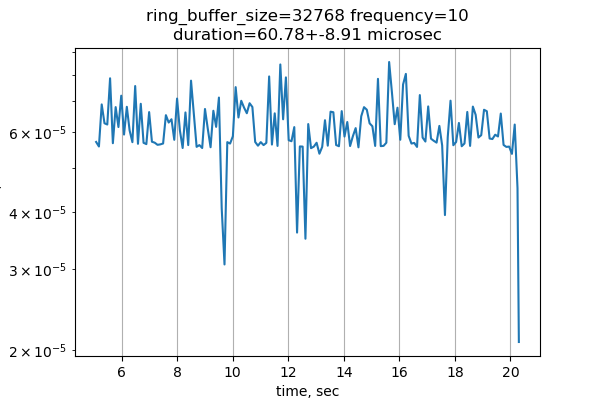 ring_buffer_size=32768 frequency=10
duration=60.78+-8.91 microsec
6 × 10⁻⁵
4 × 10⁻⁵
3 × 10⁻⁵
2 × 10⁻⁵
6 8 10 12 14 16 18 20
time, sec